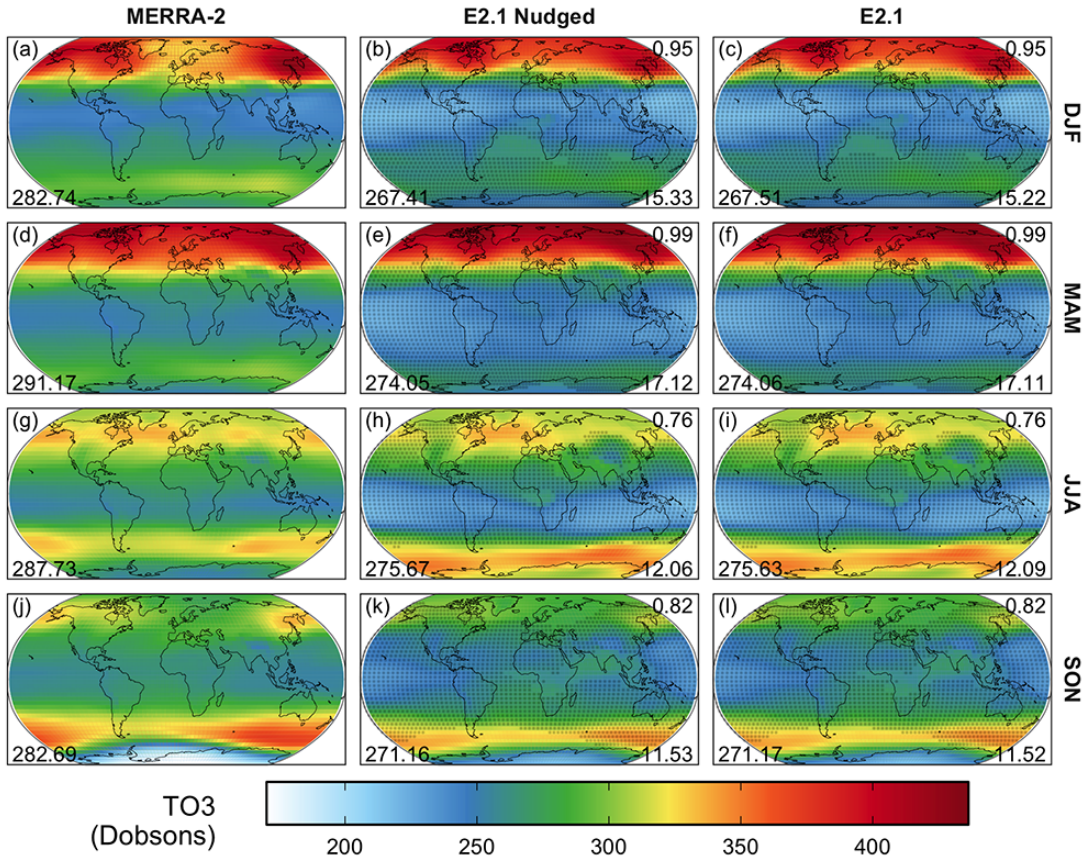 MERRA-2 E2.1 Nudged E2.1
(a) (b) 0.95 (c) 0.95
DJF
282.74 267.41 -15.33 267.51 -15.22
(d) (e) 0.99 (f) 0.99
MAM
291.17 274.05 -17.12 274.06 -17.11
(g) (h) 0.76 (i) 0.76
JJA
287.73 275.67 -12.06 275.63 -12.09
(j) (k) 0.82 (l) 0.82
SON
282.69 271.16 -11.53 271.17 -11.52
TO3
(Dobsons)
200 250 300 350 400